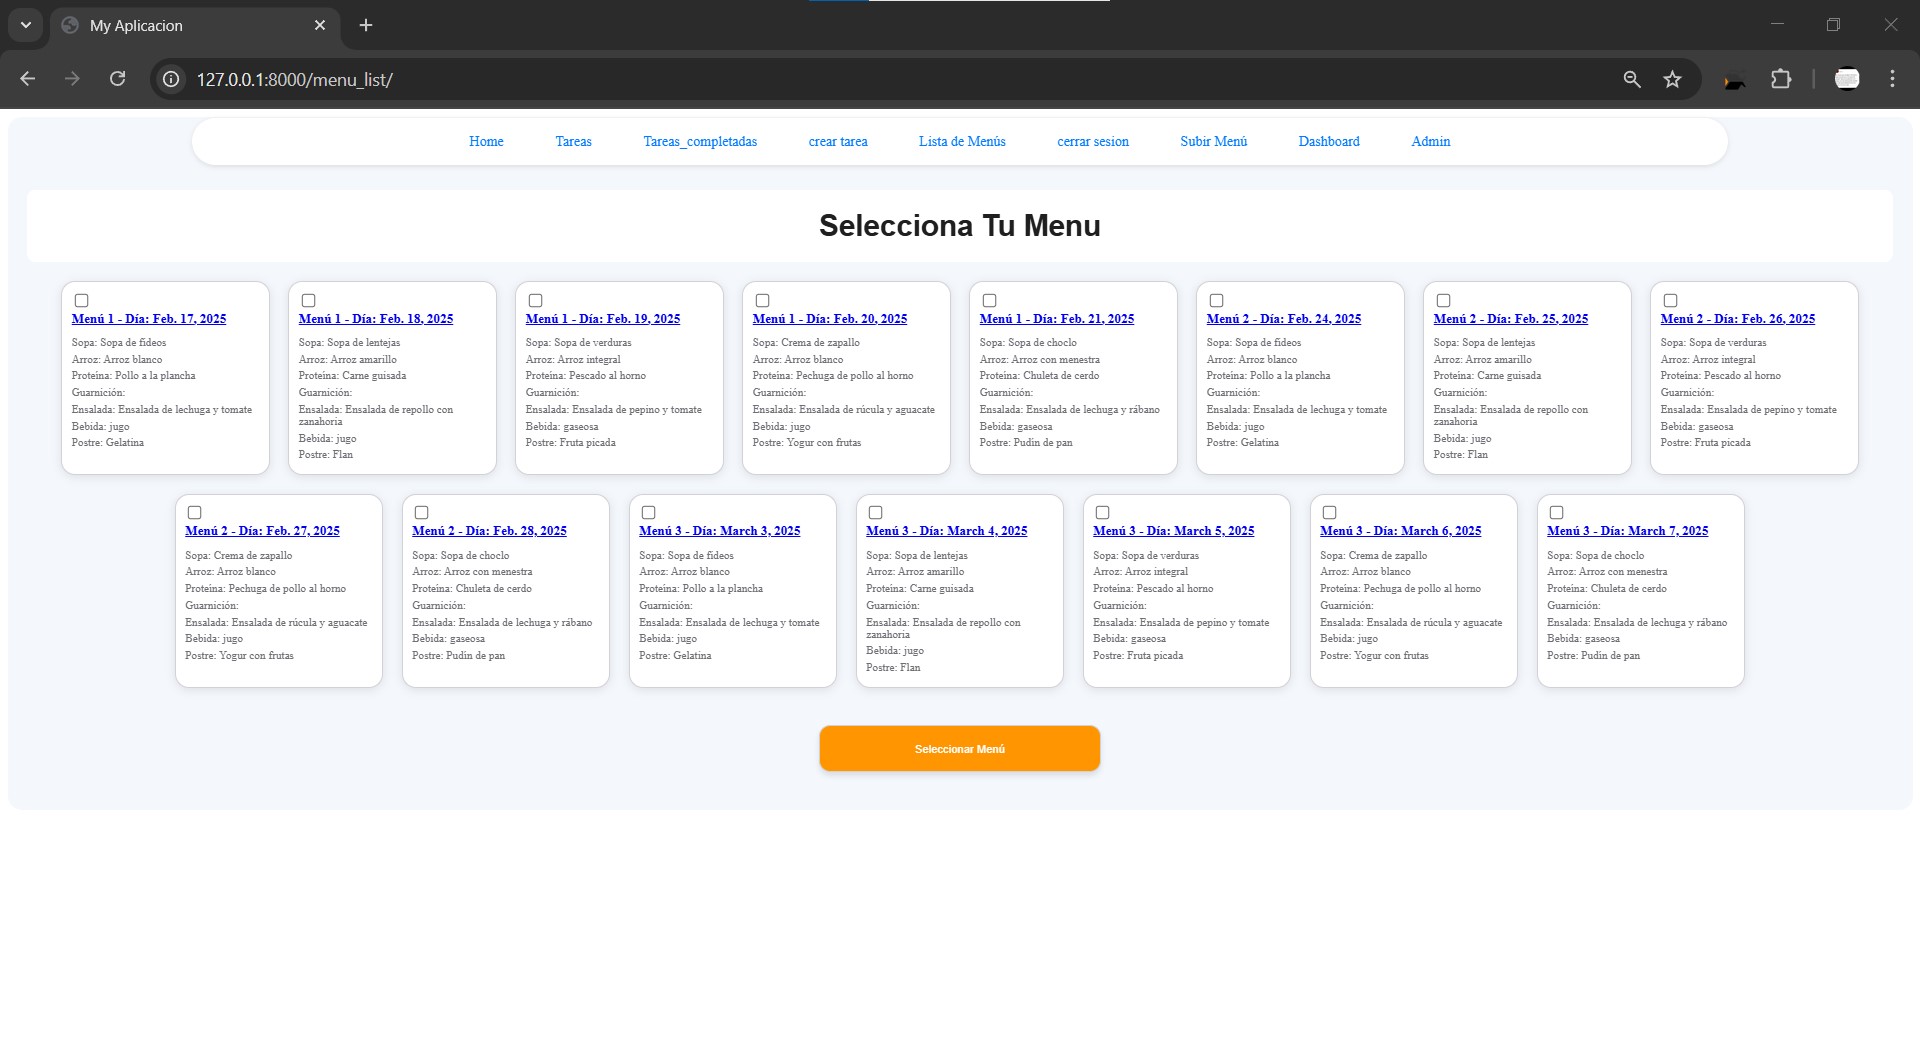 My Aplicacion
127.0.0.1:8000/menu_list/
Home Tareas Tareas_completadas crear tarea Lista de Menús cerrar sesion Subir Menú Dashboard Admin
Selecciona Tu Menu
Menú 1 - Día: Feb. 17, 2025
Sopa: Sopa de fideos
Arroz: Arroz blanco
Proteína: Pollo a la plancha
Guarnición:
Ensalada: Ensalada de lechuga y tomate
Bebida: jugo
Postre: Gelatina
Menú 1 - Día: Feb. 18, 2025
Sopa: Sopa de lentejas
Arroz: Arroz amarillo
Proteína: Carne guisada
Guarnición:
Ensalada: Ensalada de repollo con
zanahoria
Bebida: jugo
Postre: Flan
Menú 1 - Día: Feb. 19, 2025
Sopa: Sopa de verduras
Arroz: Arroz integral
Proteína: Pescado al horno
Guarnición:
Ensalada: Ensalada de pepino y tomate
Bebida: gaseosa
Postre: Fruta picada
Menú 1 - Día: Feb. 20, 2025
Sopa: Crema de zapallo
Arroz: Arroz blanco
Proteína: Pechuga de pollo al horno
Guarnición:
Ensalada: Ensalada de rúcula y aguacate
Bebida: jugo
Postre: Yogur con frutas
Menú 1 - Día: Feb. 21, 2025
Sopa: Sopa de choclo
Arroz: Arroz con menestra
Proteína: Chuleta de cerdo
Guarnición:
Ensalada: Ensalada de lechuga y rábano
Bebida: gaseosa
Postre: Pudín de pan
Menú 2 - Día: Feb. 24, 2025
Sopa: Sopa de fideos
Arroz: Arroz blanco
Proteína: Pollo a la plancha
Guarnición:
Ensalada: Ensalada de lechuga y tomate
Bebida: jugo
Postre: Gelatina
Menú 2 - Día: Feb. 25, 2025
Sopa: Sopa de lentejas
Arroz: Arroz amarillo
Proteína: Carne guisada
Guarnición:
Ensalada: Ensalada de repollo con
zanahoria
Bebida: jugo
Postre: Flan
Menú 2 - Día: Feb. 26, 2025
Sopa: Sopa de verduras
Arroz: Arroz integral
Proteína: Pescado al horno
Guarnición:
Ensalada: Ensalada de pepino y tomate
Bebida: gaseosa
Postre: Fruta picada
Menú 2 - Día: Feb. 27, 2025
Sopa: Crema de zapallo
Arroz: Arroz blanco
Proteína: Pechuga de pollo al horno
Guarnición:
Ensalada: Ensalada de rúcula y aguacate
Bebida: jugo
Postre: Yogur con frutas
Menú 2 - Día: Feb. 28, 2025
Sopa: Sopa de choclo
Arroz: Arroz con menestra
Proteína: Chuleta de cerdo
Guarnición:
Ensalada: Ensalada de lechuga y rábano
Bebida: gaseosa
Postre: Pudín de pan
Menú 3 - Día: March 3, 2025
Sopa: Sopa de fideos
Arroz: Arroz blanco
Proteína: Pollo a la plancha
Guarnición:
Ensalada: Ensalada de lechuga y tomate
Bebida: jugo
Postre: Gelatina
Menú 3 - Día: March 4, 2025
Sopa: Sopa de lentejas
Arroz: Arroz amarillo
Proteína: Carne guisada
Guarnición:
Ensalada: Ensalada de repollo con
zanahoria
Bebida: jugo
Postre: Flan
Menú 3 - Día: March 5, 2025
Sopa: Sopa de verduras
Arroz: Arroz integral
Proteína: Pescado al horno
Guarnición:
Ensalada: Ensalada de pepino y tomate
Bebida: gaseosa
Postre: Fruta picada
Menú 3 - Día: March 6, 2025
Sopa: Crema de zapallo
Arroz: Arroz blanco
Proteína: Pechuga de pollo al horno
Guarnición:
Ensalada: Ensalada de rúcula y aguacate
Bebida: jugo
Postre: Yogur con frutas
Menú 3 - Día: March 7, 2025
Sopa: Sopa de choclo
Arroz: Arroz con menestra
Proteína: Chuleta de cerdo
Guarnición:
Ensalada: Ensalada de lechuga y rábano
Bebida: gaseosa
Postre: Pudín de pan
Seleccionar Menú